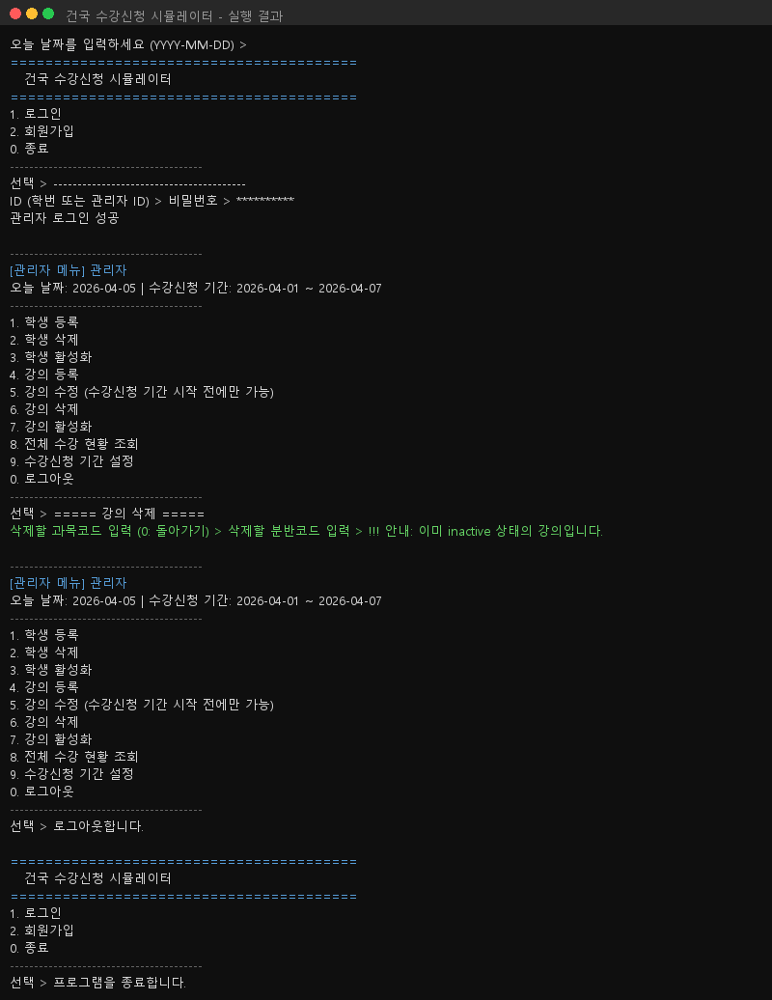 건국 수강신청 시뮬레이터 - 실행 결과
오늘 날짜를 입력하세요 (YYYY-MM-DD) >
========================================
건국 수강신청 시뮬레이터
========================================
1. 로그인
2. 회원가입
0. 종료
----------------------------------------
선택 > ----------------------------------------
ID (학번 또는 관리자 ID) > 비밀번호 > **********
관리자 로그인 성공
----------------------------------------
[관리자 메뉴] 관리자
오늘 날짜: 2026-04-05 | 수강신청 기간: 2026-04-01 ~ 2026-04-07
----------------------------------------
1. 학생 등록
2. 학생 삭제
3. 학생 활성화
4. 강의 등록
5. 강의 수정 (수강신청 기간 시작 전에만 가능)
6. 강의 삭제
7. 강의 활성화
8. 전체 수강 현황 조회
9. 수강신청 기간 설정
0. 로그아웃
----------------------------------------
선택 > ===== 강의 삭제 =====
삭제할 과목코드 입력 (0: 돌아가기) > 삭제할 분반코드 입력 > !!! 안내: 이미 inactive 상태의 강의입니다.
----------------------------------------
[관리자 메뉴] 관리자
오늘 날짜: 2026-04-05 | 수강신청 기간: 2026-04-01 ~ 2026-04-07
----------------------------------------
1. 학생 등록
2. 학생 삭제
3. 학생 활성화
4. 강의 등록
5. 강의 수정 (수강신청 기간 시작 전에만 가능)
6. 강의 삭제
7. 강의 활성화
8. 전체 수강 현황 조회
9. 수강신청 기간 설정
0. 로그아웃
----------------------------------------
선택 > 로그아웃합니다.
========================================
건국 수강신청 시뮬레이터
========================================
1. 로그인
2. 회원가입
0. 종료
----------------------------------------
선택 > 프로그램을 종료합니다.